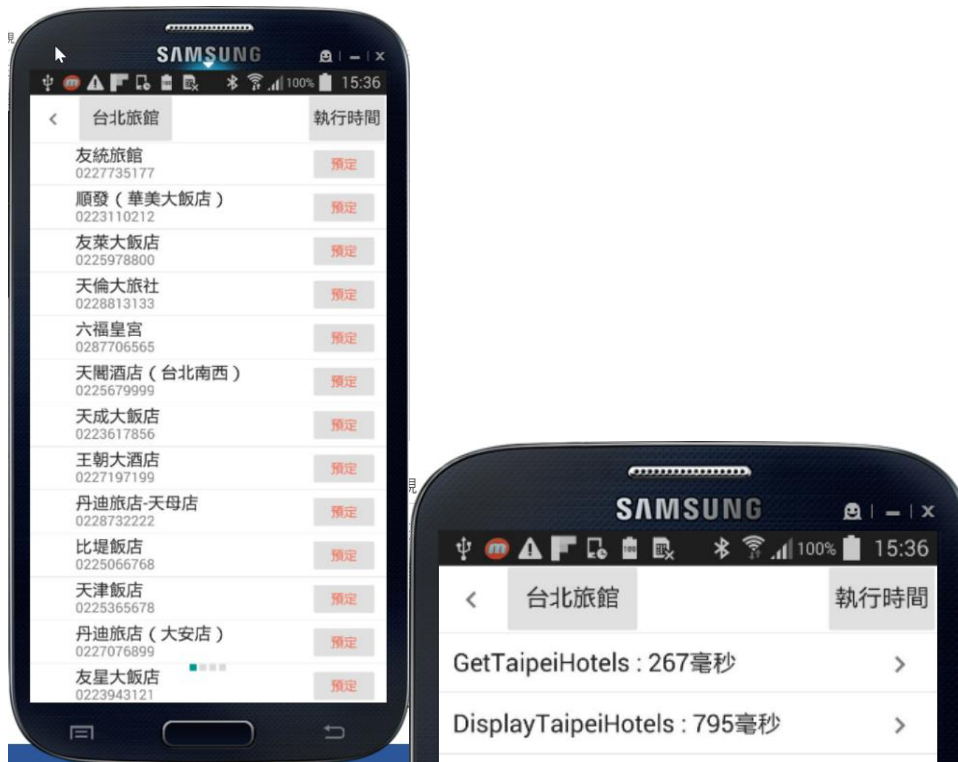 SAMSUNG
100% 15:36
台北旅館 執行時間
友統旅館
0227735177
預定
順發（華美大飯店）
0223110212
預定
友萊大飯店
0225978800
預定
天倫大旅社
0228813133
預定
六福皇宮
0287706565
預定
天閣酒店（台北南西）
0225679999
預定
天成大飯店
0223617856
預定
王朝大酒店
0227197199
預定
丹迪旅店-天母店
0228732222
預定
比堤飯店
0225066768
預定
天津飯店
0225365678
預定
丹迪旅店（大安店）
0227076899
預定
友星大飯店
0223943121
預定
SAMSUNG
100% 15:36
台北旅館 執行時間
GetTaipeiHotels : 267毫秒
DisplayTaipeiHotels : 795毫秒